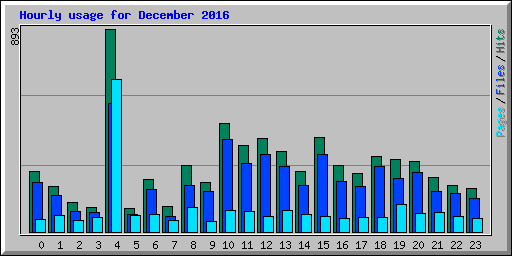 Hourly usage for December 2016
893
Pages / Files / Hits
0 1 2 3 4 5 6 7 8 9 10 11 12 13 14 15 16 17 18 19 20 21 22 23